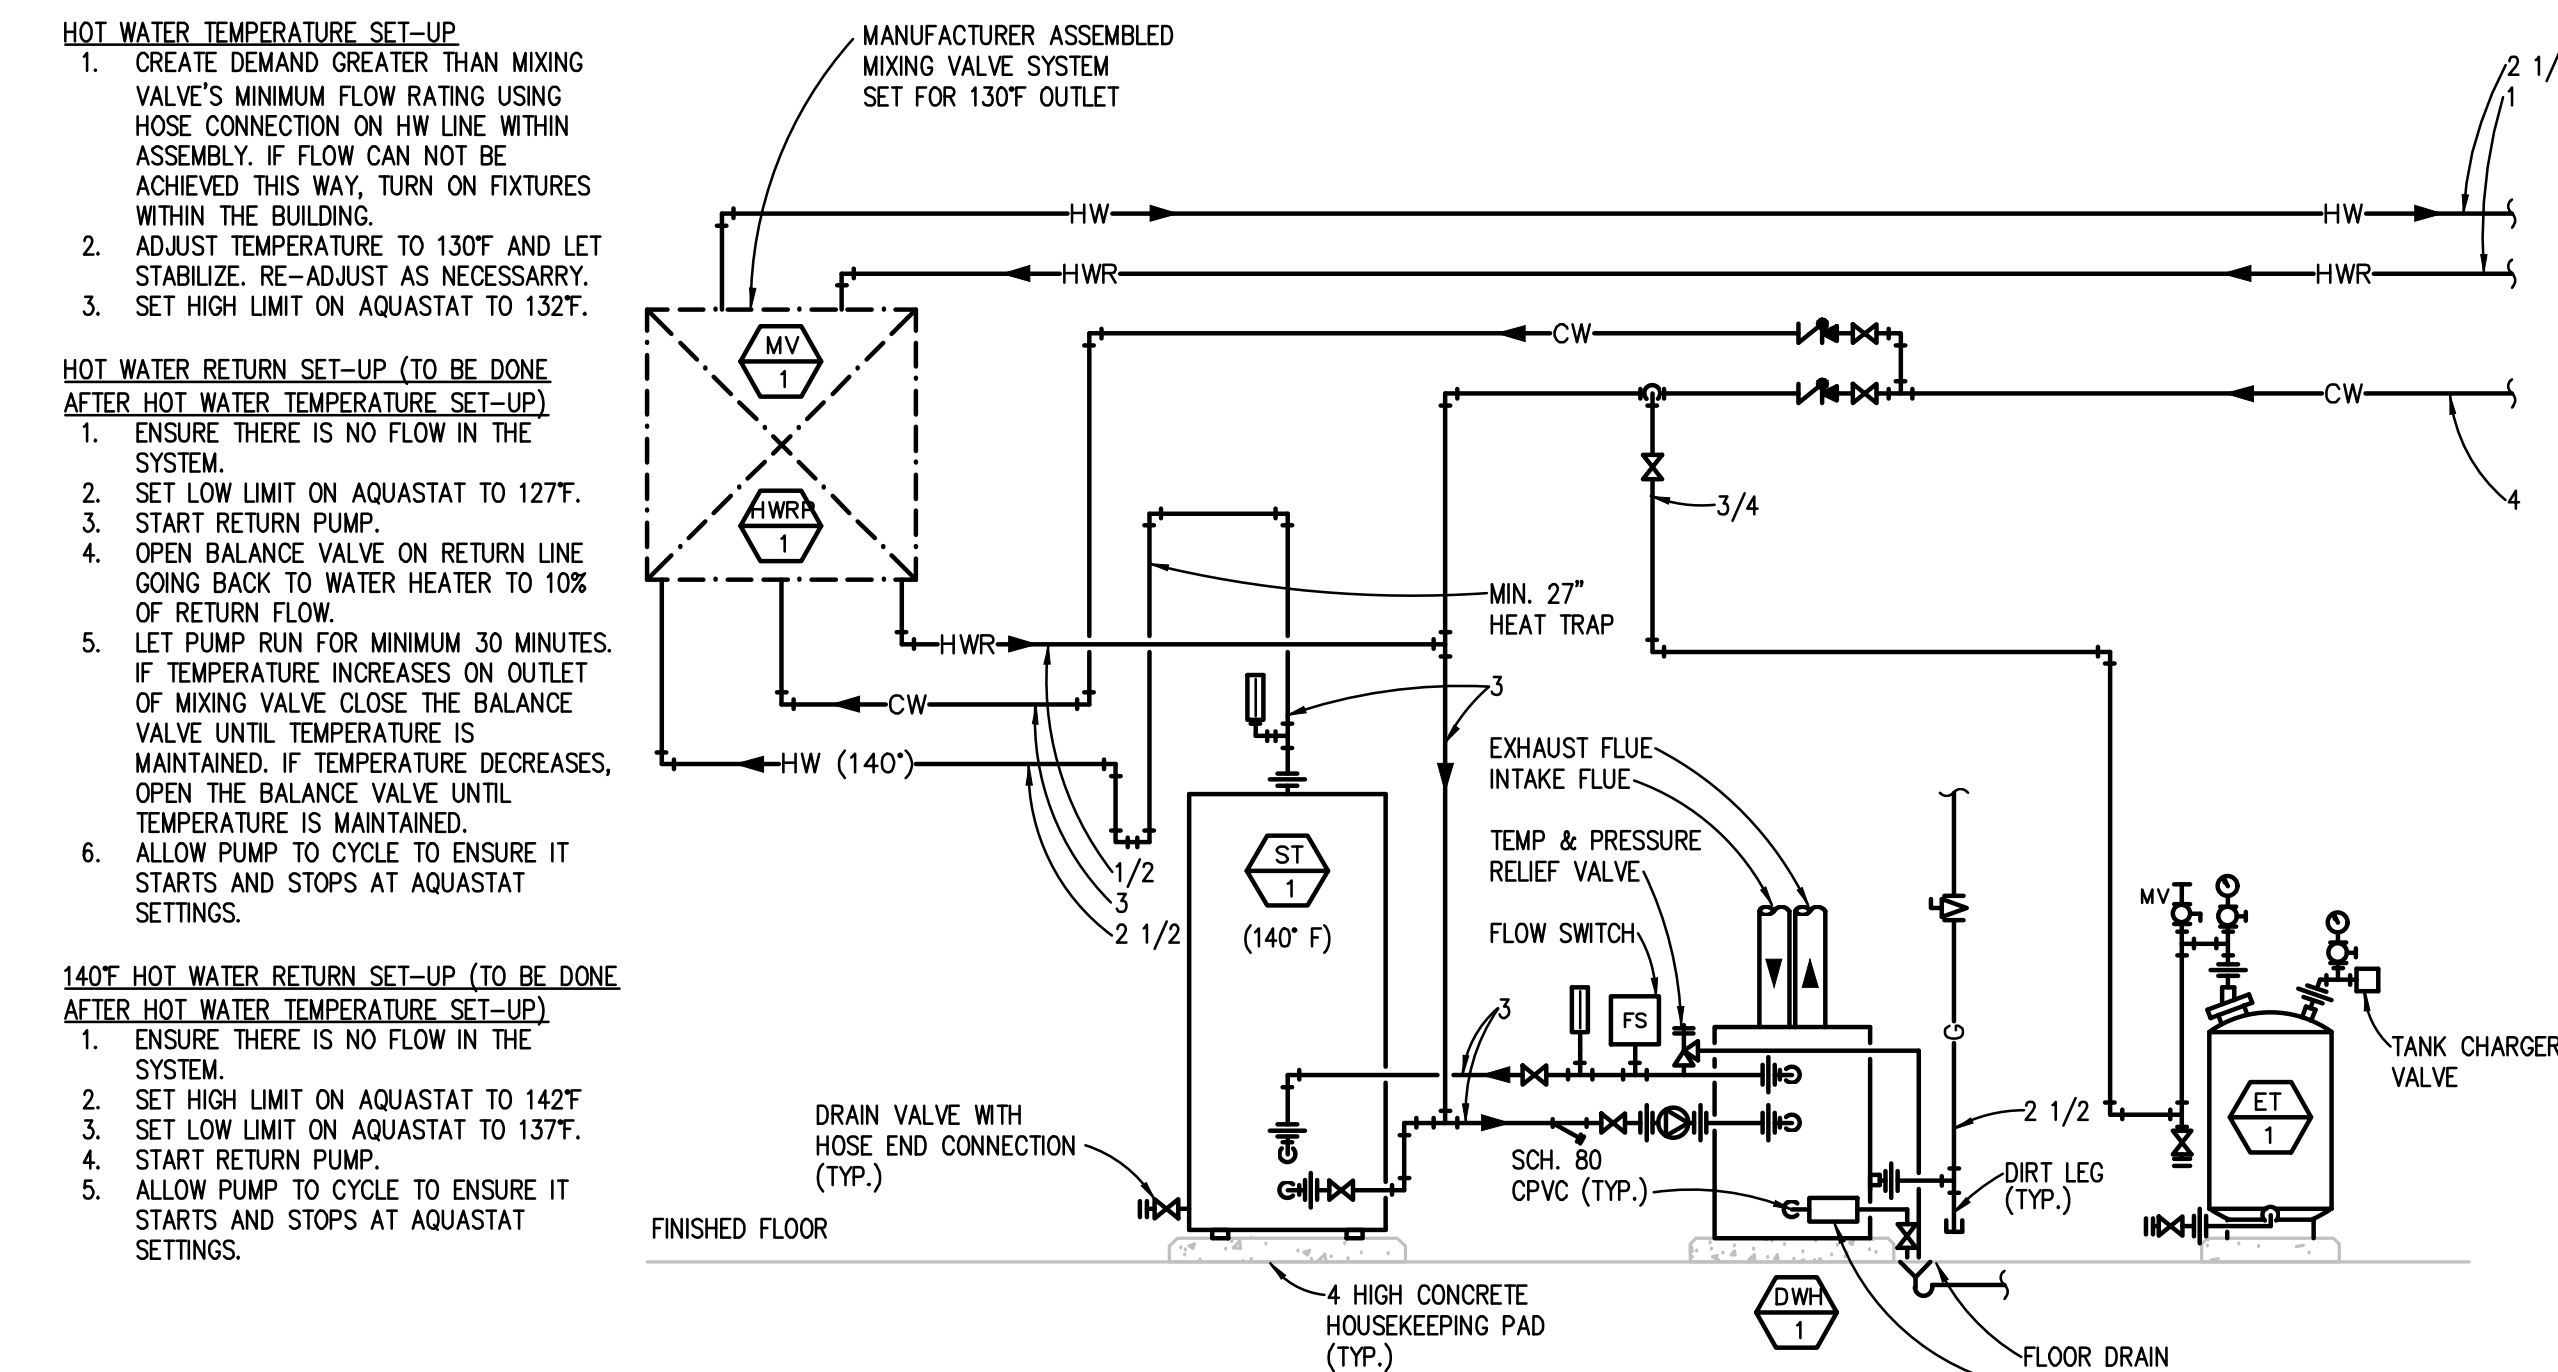 HOT WATER TEMPERATURE SET-UP
1. CREATE DEMAND GREATER THAN MIXING
VALVE'S MINIMUM FLOW RATING USING
HOSE CONNECTION ON HW LINE WITHIN
ASSEMBLY. IF FLOW CAN NOT BE
ACHIEVED THIS WAY, TURN ON FIXTURES
WITHIN THE BUILDING.
2. ADJUST TEMPERATURE TO 130°F AND LET
STABILIZE. RE-ADJUST AS NECESSARRY.
3. SET HIGH LIMIT ON AQUASTAT TO 132°F.
HOT WATER RETURN SET-UP (TO BE DONE
AFTER HOT WATER TEMPERATURE SET-UP)
1. ENSURE THERE IS NO FLOW IN THE
SYSTEM.
2. SET LOW LIMIT ON AQUASTAT TO 127°F.
3. START RETURN PUMP.
4. OPEN BALANCE VALVE ON RETURN LINE
GOING BACK TO WATER HEATER TO 10%
OF RETURN FLOW.
5. LET PUMP RUN FOR MINIMUM 30 MINUTES.
IF TEMPERATURE INCREASES ON OUTLET
OF MIXING VALVE CLOSE THE BALANCE
VALVE UNTIL TEMPERATURE IS
MAINTAINED. IF TEMPERATURE DECREASES,
OPEN THE BALANCE VALVE UNTIL
TEMPERATURE IS MAINTAINED.
6. ALLOW PUMP TO CYCLE TO ENSURE IT
STARTS AND STOPS AT AQUASTAT
SETTINGS.
140°F HOT WATER RETURN SET-UP (TO BE DONE
AFTER HOT WATER TEMPERATURE SET-UP)
1. ENSURE THERE IS NO FLOW IN THE
SYSTEM.
2. SET HIGH LIMIT ON AQUASTAT TO 142°F
3. SET LOW LIMIT ON AQUASTAT TO 137°F.
4. START RETURN PUMP.
5. ALLOW PUMP TO CYCLE TO ENSURE IT
STARTS AND STOPS AT AQUASTAT
SETTINGS.
MANUFACTURER ASSEMBLED
MIXING VALVE SYSTEM
SET FOR 130°F OUTLET
2 1/
1
HW
HW
HWR
HWR
CW
CW
4
MV
1
HWRP
1
3/4
MIN. 27"
HEAT TRAP
HWR
CW
HW (140°)
3
1/2
3
2 1/2
ST
1
(140° F)
EXHAUST FLUE
INTAKE FLUE
TEMP & PRESSURE
RELIEF VALVE
FLOW SWITCH
3
FS
G
MV
TANK CHARGER
VALVE
ET
1
2 1/2
DIRT LEG
(TYP.)
SCH. 80
CPVC (TYP.)
DRAIN VALVE WITH
HOSE END CONNECTION
(TYP.)
FINISHED FLOOR
4 HIGH CONCRETE
HOUSEKEEPING PAD
(TYP.)
DWH
1
FLOOR DRAIN